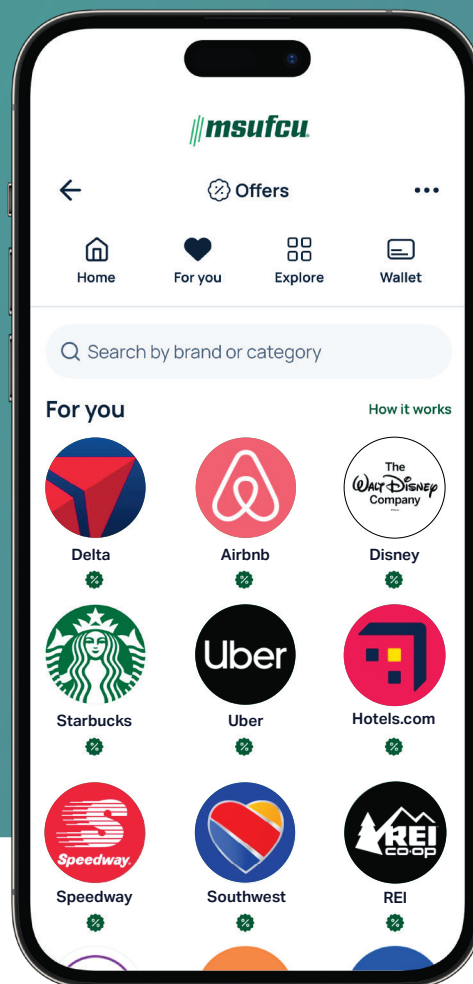 msufcu
Offers
Home For you Explore Wallet
Search by brand or category
For you How it works
The
WALT DISNEY
Company
Delta Airbnb Disney
Uber
Starbucks Uber Hotels.com
S
Speedway.
REI
CO·OP
Speedway Southwest REI